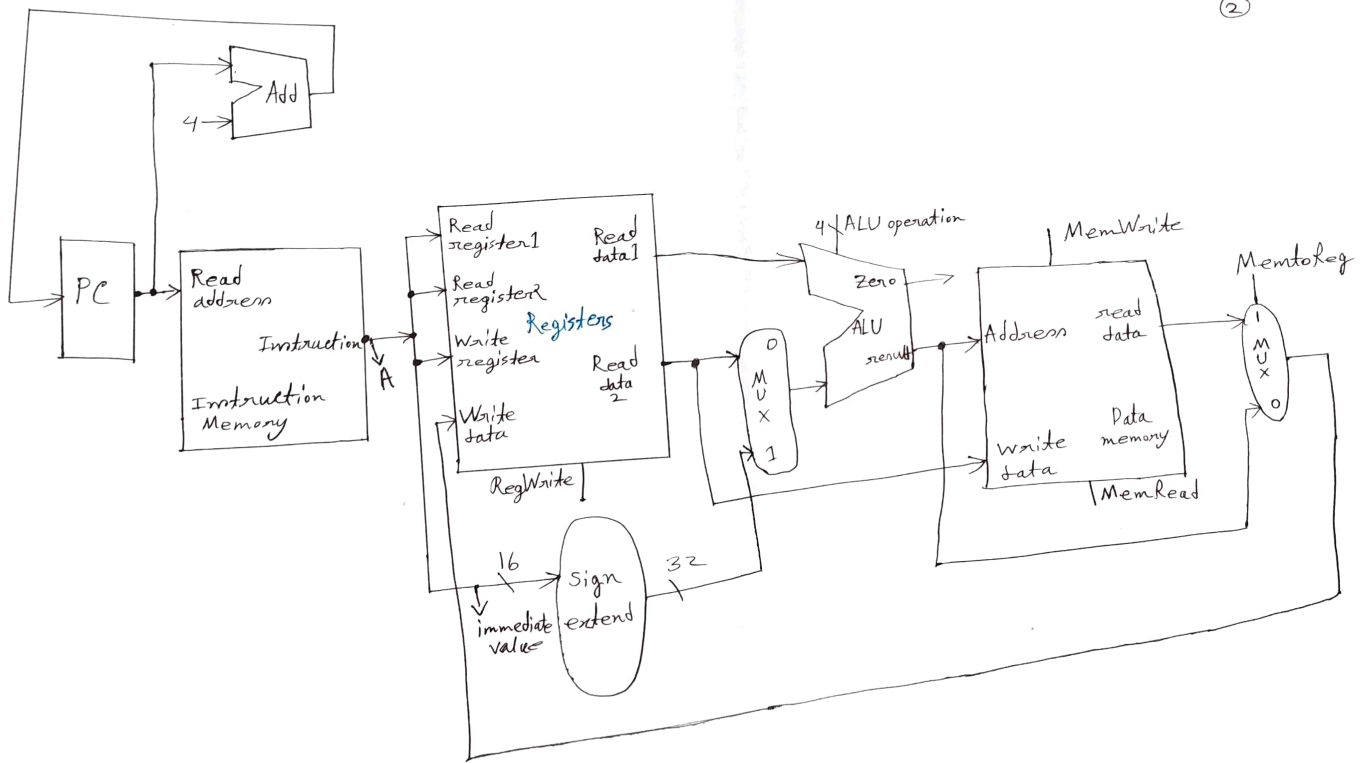 2
Add
4
PC
Read
address
Instruction
A
Instruction
Memory
Read
register1
Read
register2
Write
register
Write
data
Registers
Read
data1
Read
data
2
RegWrite
16
immediate
value
Sign
extend
32
0
M
U
X
1
4 ALU operation
Zero
ALU
result
MemWrite
Address
read
data
Data
memory
Write
data
MemRead
MemtoReg
1
M
U
X
0